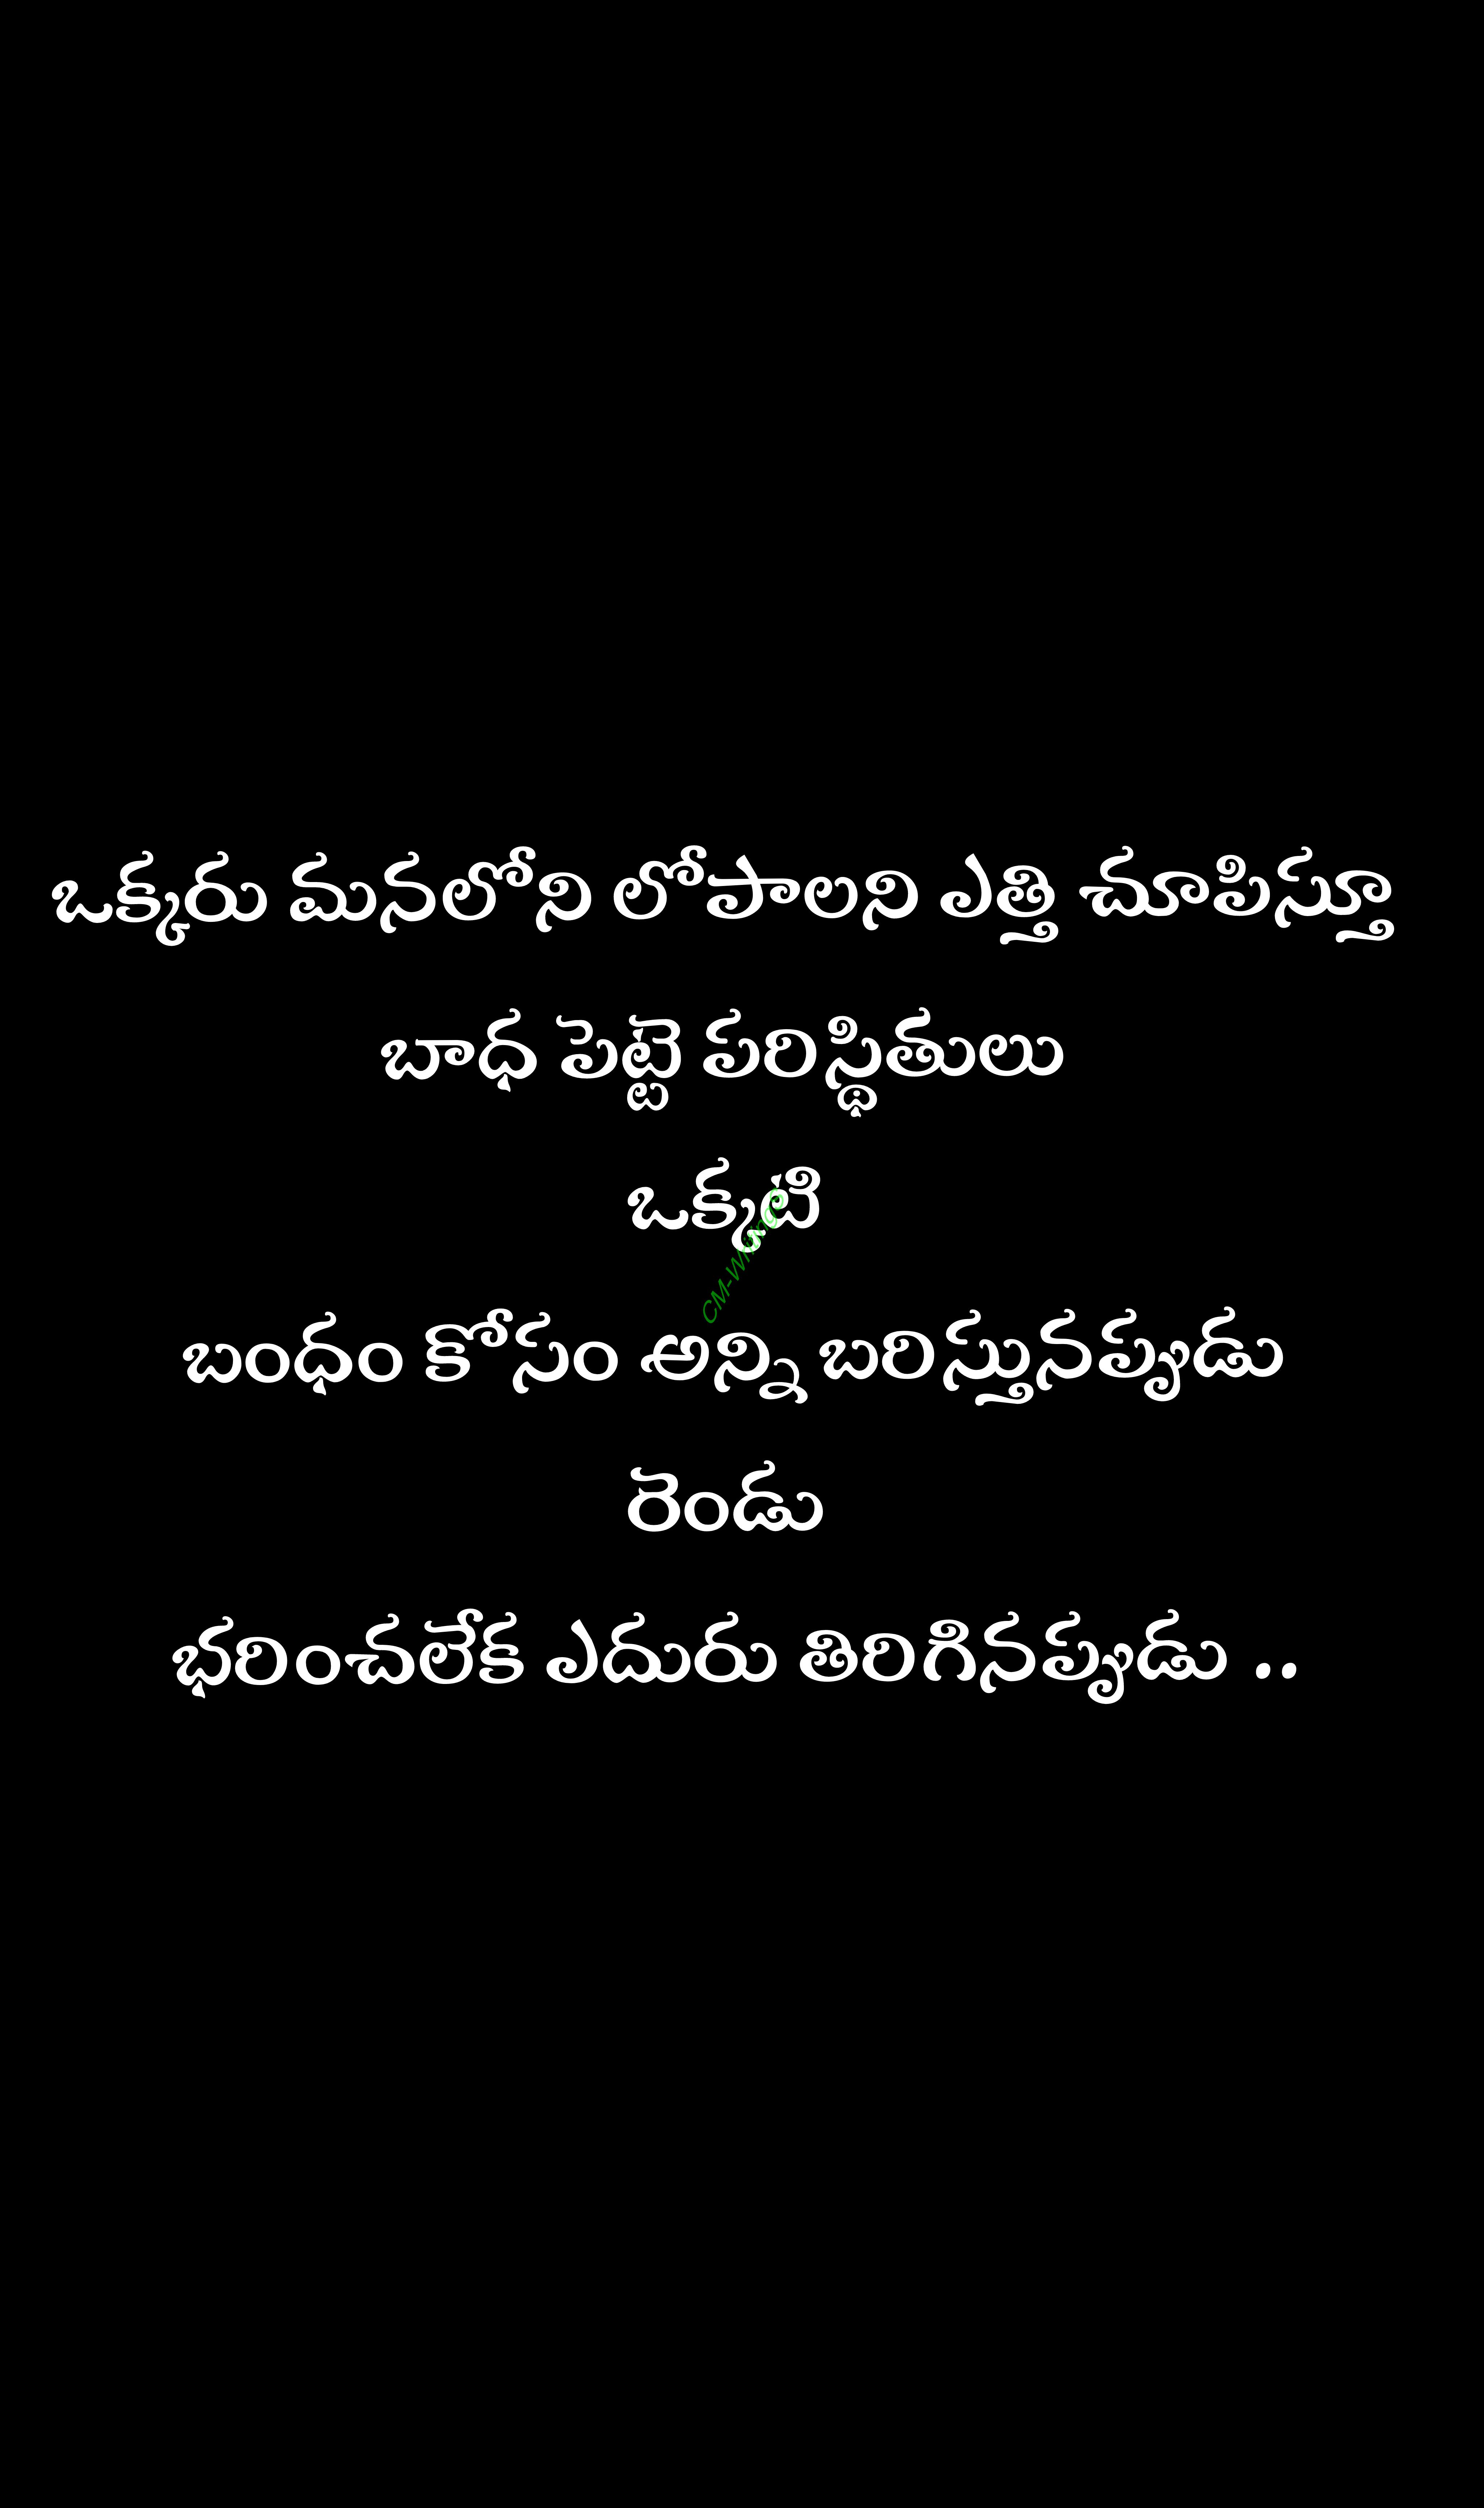 ఒక్కరు మనలోని లోపాలని ఎత్తి చూపిస్తూ
బాధ పెట్టె పరిస్థితులు
ఒక్కటి
బంధం కోసం అన్ని బరిస్తునప్పుడు
రెండు
భరించలేక ఎదురు తిరిగినప్పుడు ..